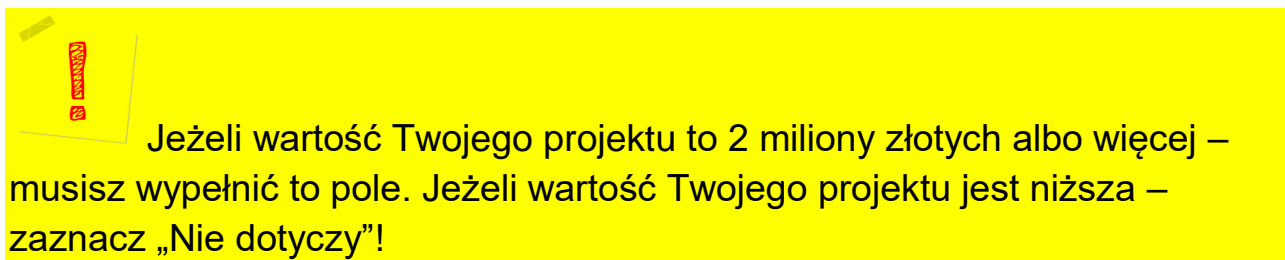 !
Jeżeli wartość Twojego projektu to 2 miliony złotych albo więcej –
musisz wypełnić to pole. Jeżeli wartość Twojego projektu jest niższa –
zaznacz „Nie dotyczy”!